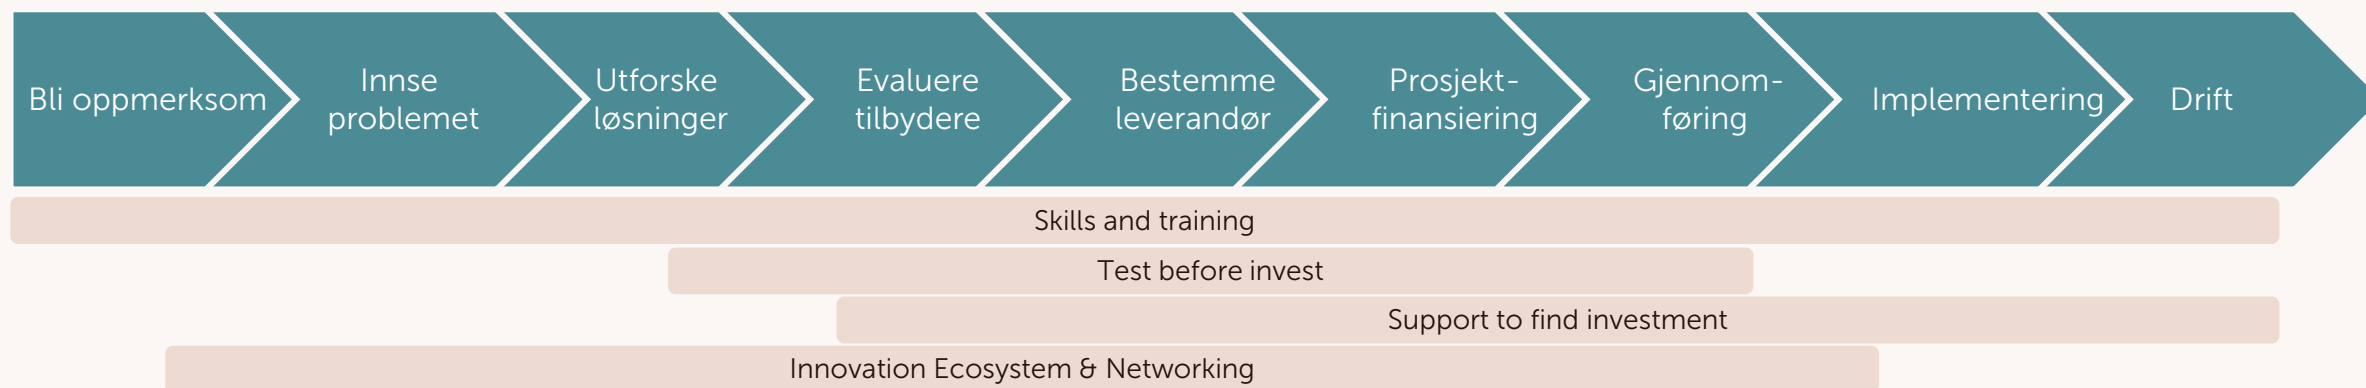 Bli oppmerksom
Innse
problemet
Utforske
løsninger
Evaluere
tilbydere
Bestemme
leverandør
Prosjekt-
finansiering
Gjennom-
føring
Implementering
Drift
Skills and training
Test before invest
Support to find investment
Innovation Ecosystem & Networking